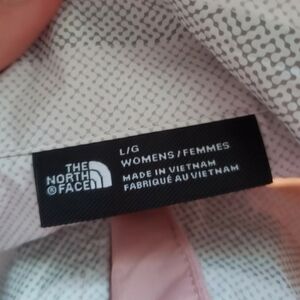 THE
NORTH
FACE®
L/G
WOMENS/FEMMES
MADE IN VIETNAM
FABRIQUÉ AU VIETNAM